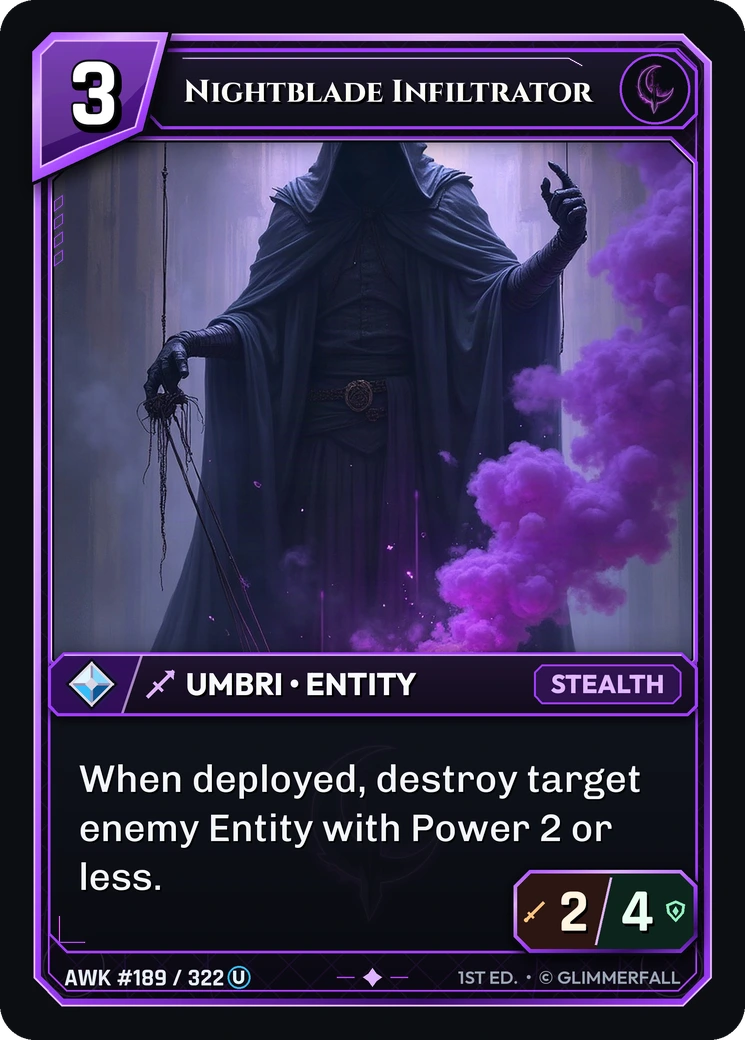 3
Nightblade Infiltrator
UMBRI • ENTITY
STEALTH
When deployed, destroy target
enemy Entity with Power 2 or
less.
2 / 4
AWK #189 / 322 U
1ST ED. • © GLIMMERFALL